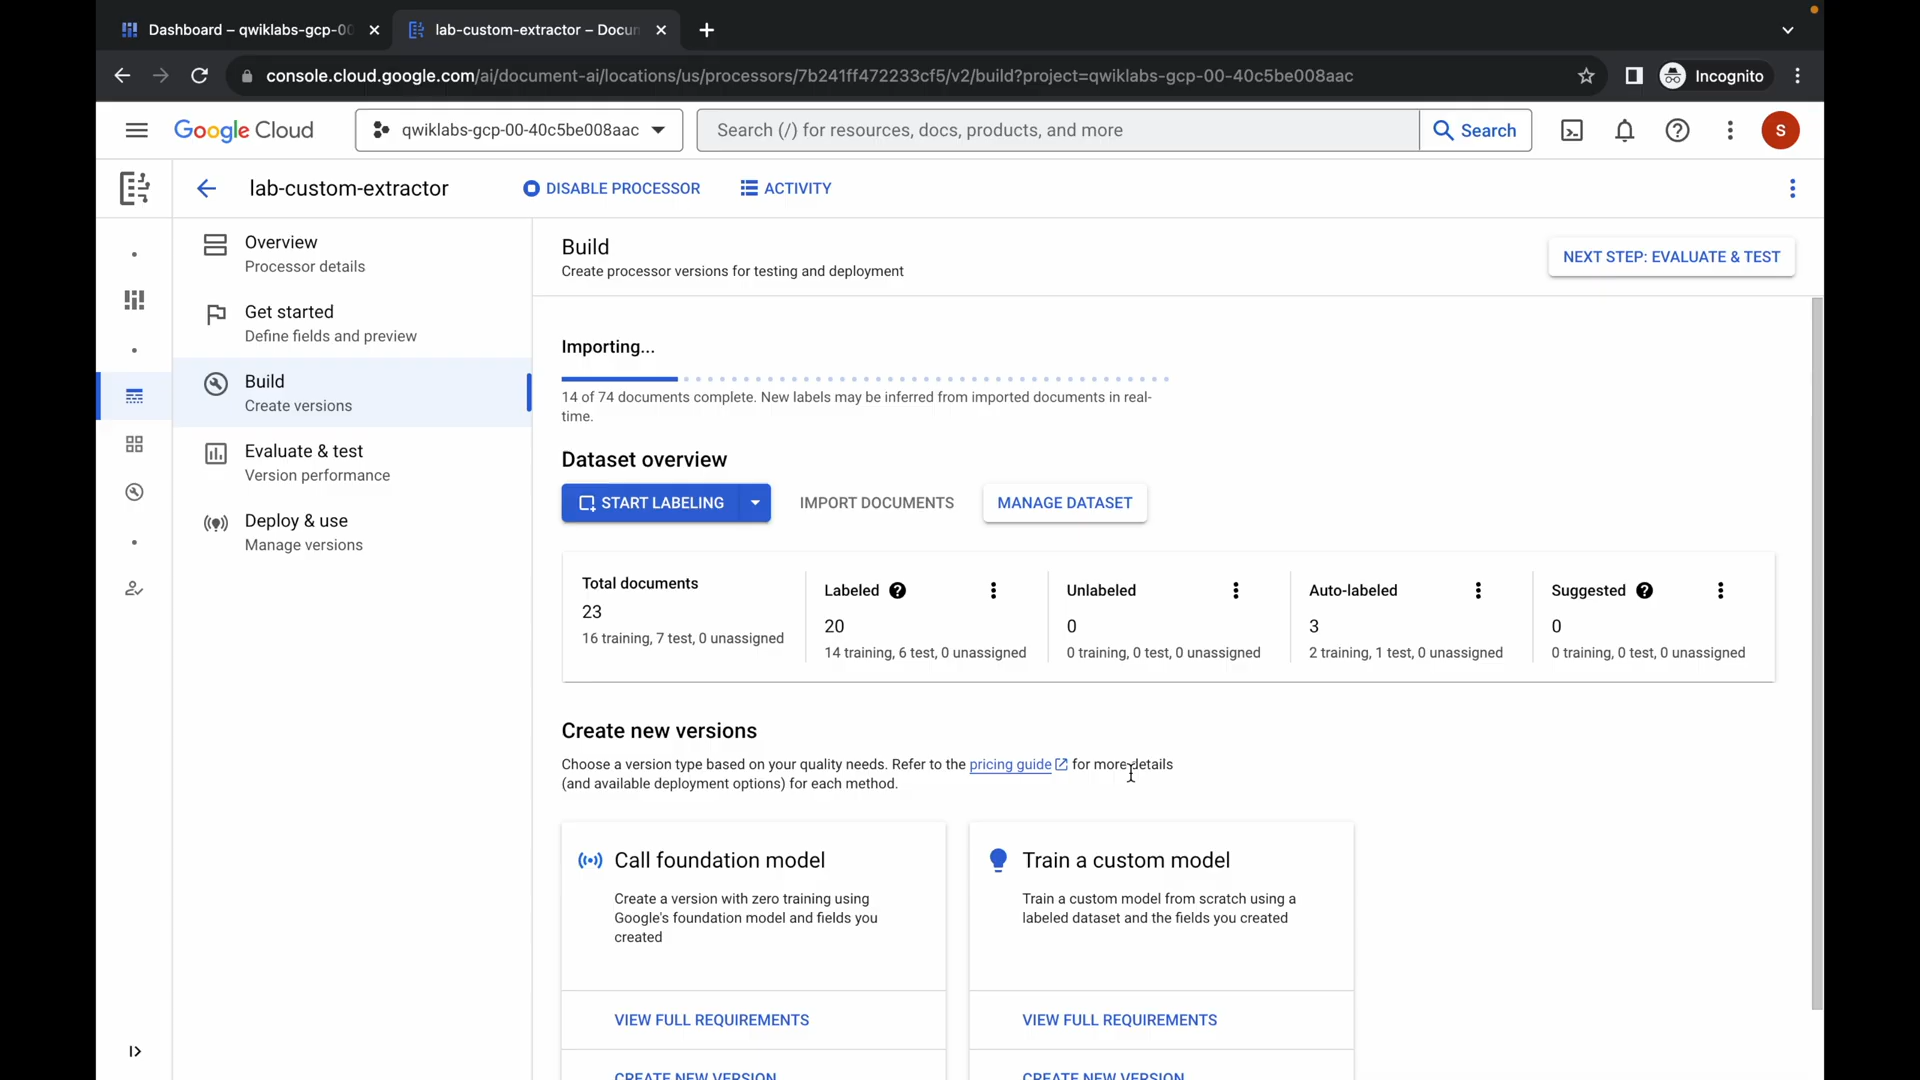 Dashboard – qwiklabs-gcp-00
lab-custom-extractor – Docum
console.cloud.google.com/ai/document-ai/locations/us/processors/7b241ff472233cf5/v2/build?project=qwiklabs-gcp-00-40c5be008aac
Incognito
Google Cloud
qwiklabs-gcp-00-40c5be008aac
Search (/) for resources, docs, products, and more
Search
S
lab-custom-extractor
DISABLE PROCESSOR
ACTIVITY
Overview
Processor details
Get started
Define fields and preview
Build
Create versions
Evaluate & test
Version performance
Deploy & use
Manage versions
Build
Create processor versions for testing and deployment
NEXT STEP: EVALUATE & TEST
Importing...
14 of 74 documents complete. New labels may be inferred from imported documents in real-
time.
Dataset overview
START LABELING
IMPORT DOCUMENTS
MANAGE DATASET
Total documents
23
16 training, 7 test, 0 unassigned
Labeled
20
14 training, 6 test, 0 unassigned
Unlabeled
0
0 training, 0 test, 0 unassigned
Auto-labeled
3
2 training, 1 test, 0 unassigned
Suggested
0
0 training, 0 test, 0 unassigned
Create new versions
Choose a version type based on your quality needs. Refer to the pricing guide for more details
(and available deployment options) for each method.
Call foundation model
Create a version with zero training using
Google's foundation model and fields you
created
VIEW FULL REQUIREMENTS
CREATE NEW VERSION
Train a custom model
Train a custom model from scratch using a
labeled dataset and the fields you created
VIEW FULL REQUIREMENTS
CREATE NEW VERSION